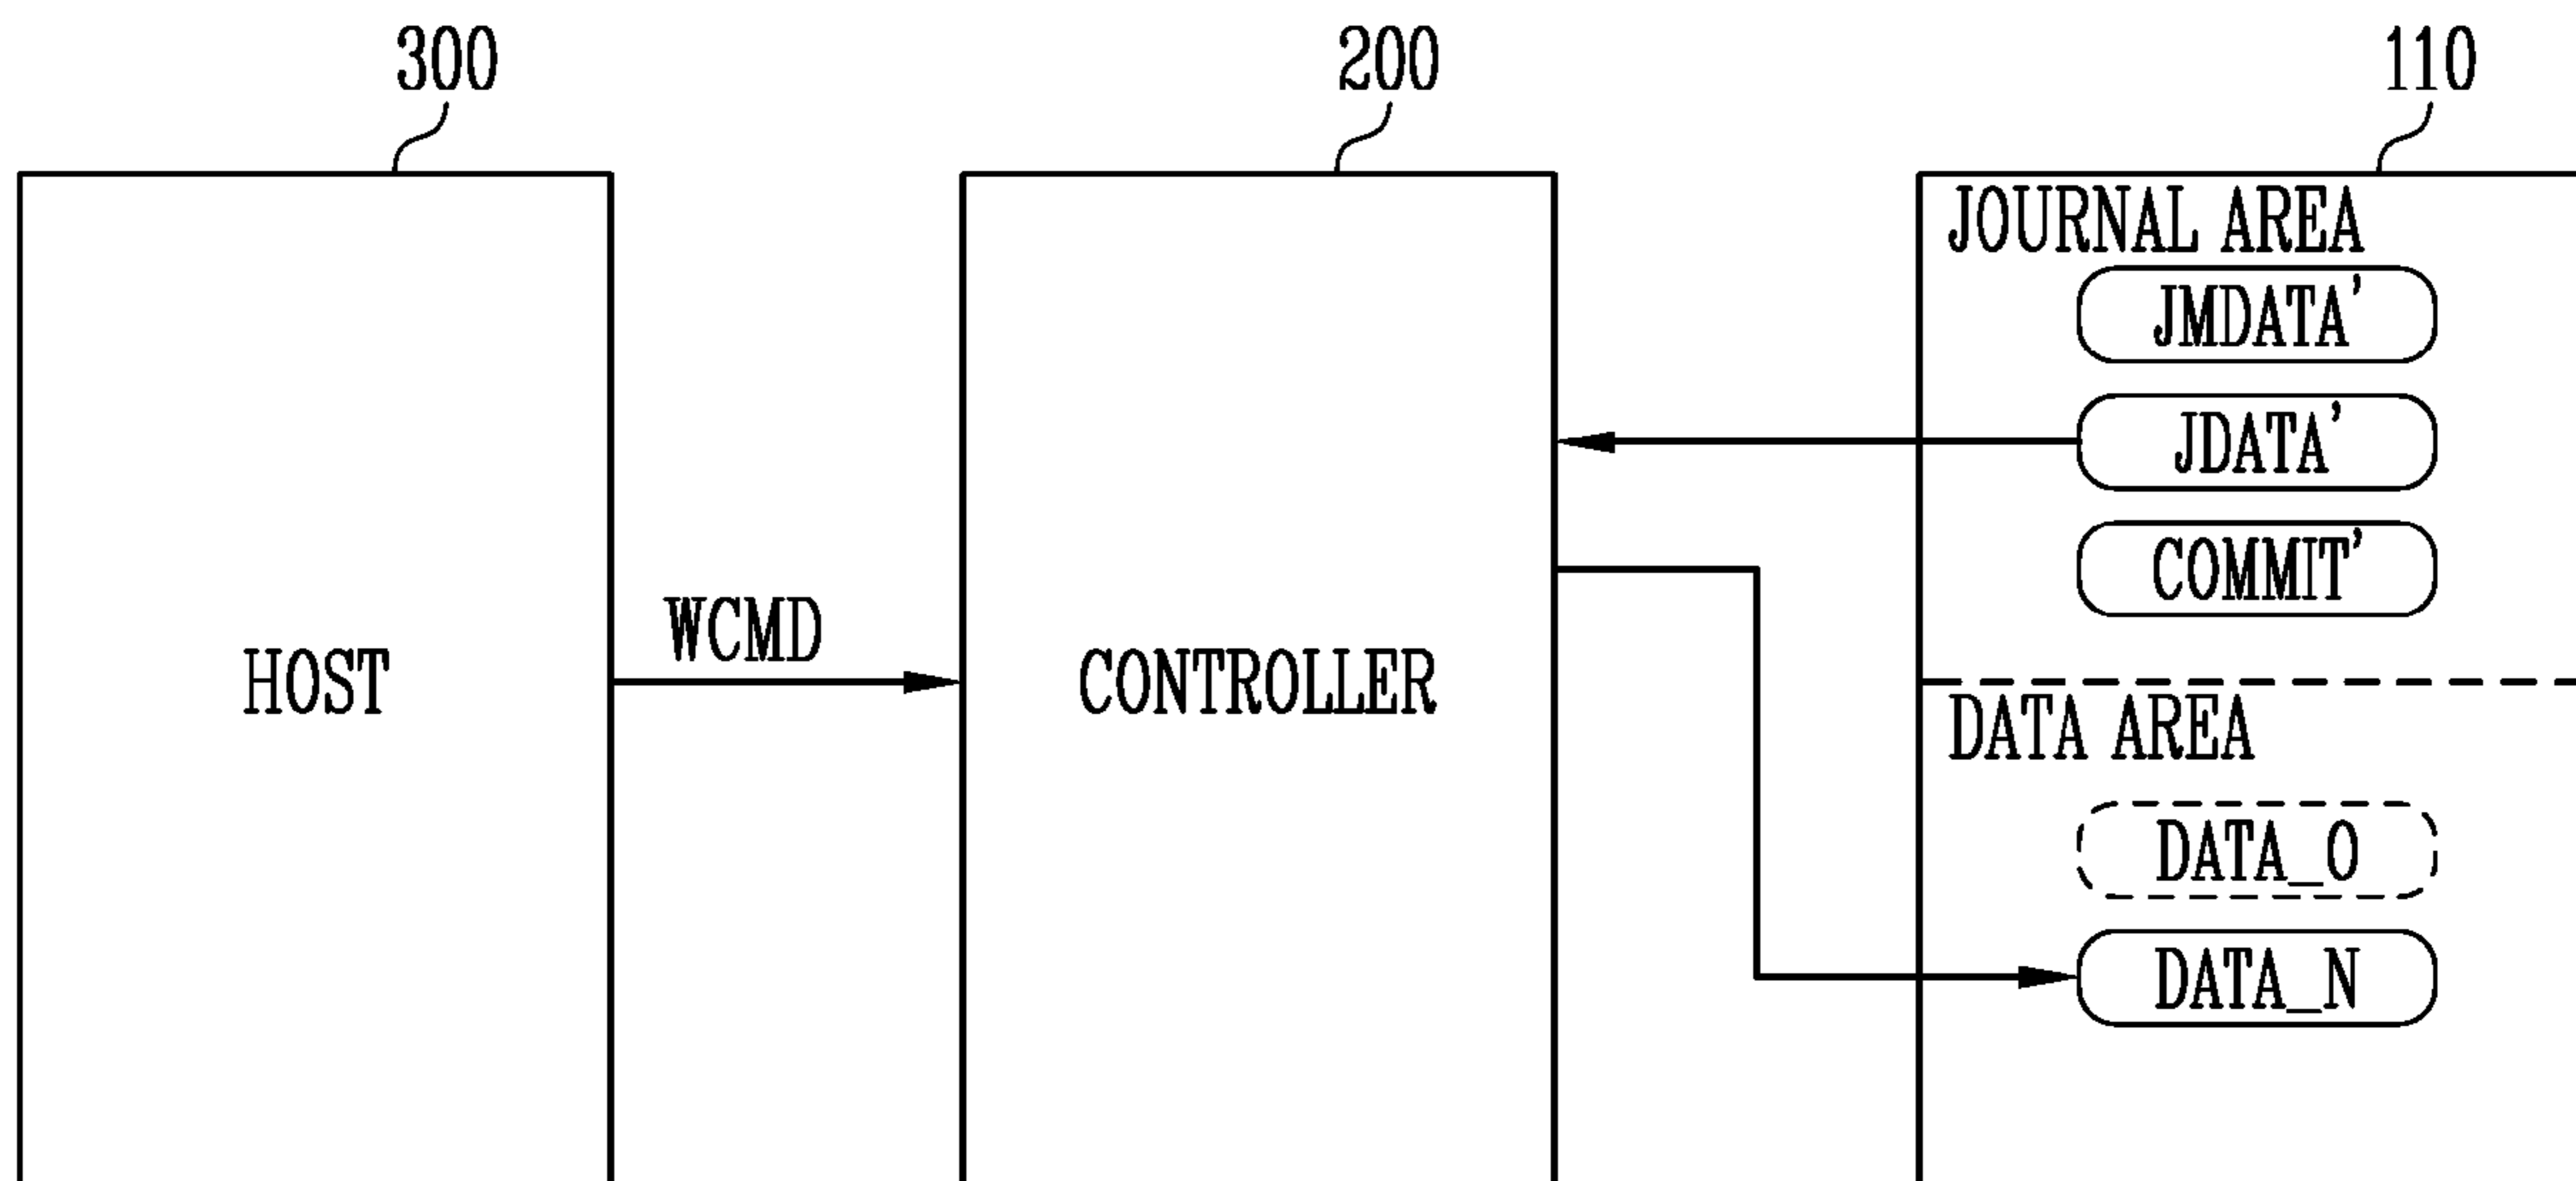 300
200
110
JOURNAL AREA
JMDATA'
JDATA'
COMMIT'
WCMD
HOST
CONTROLLER
DATA AREA
DATA_O
DATA_N